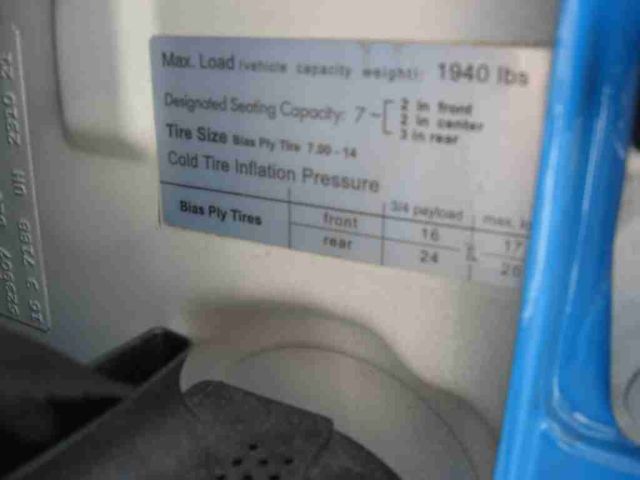 Max. Load (vehicle capacity weight): 1940 lbs
Designated Seating Capacity: 7 - [ 2 in front
2 in center
3 in rear
Tire Size Bias Ply Tire 7.00 - 14
Cold Tire Inflation Pressure
3/4 payload max.
Bias Ply Tires front 16 17
rear 24